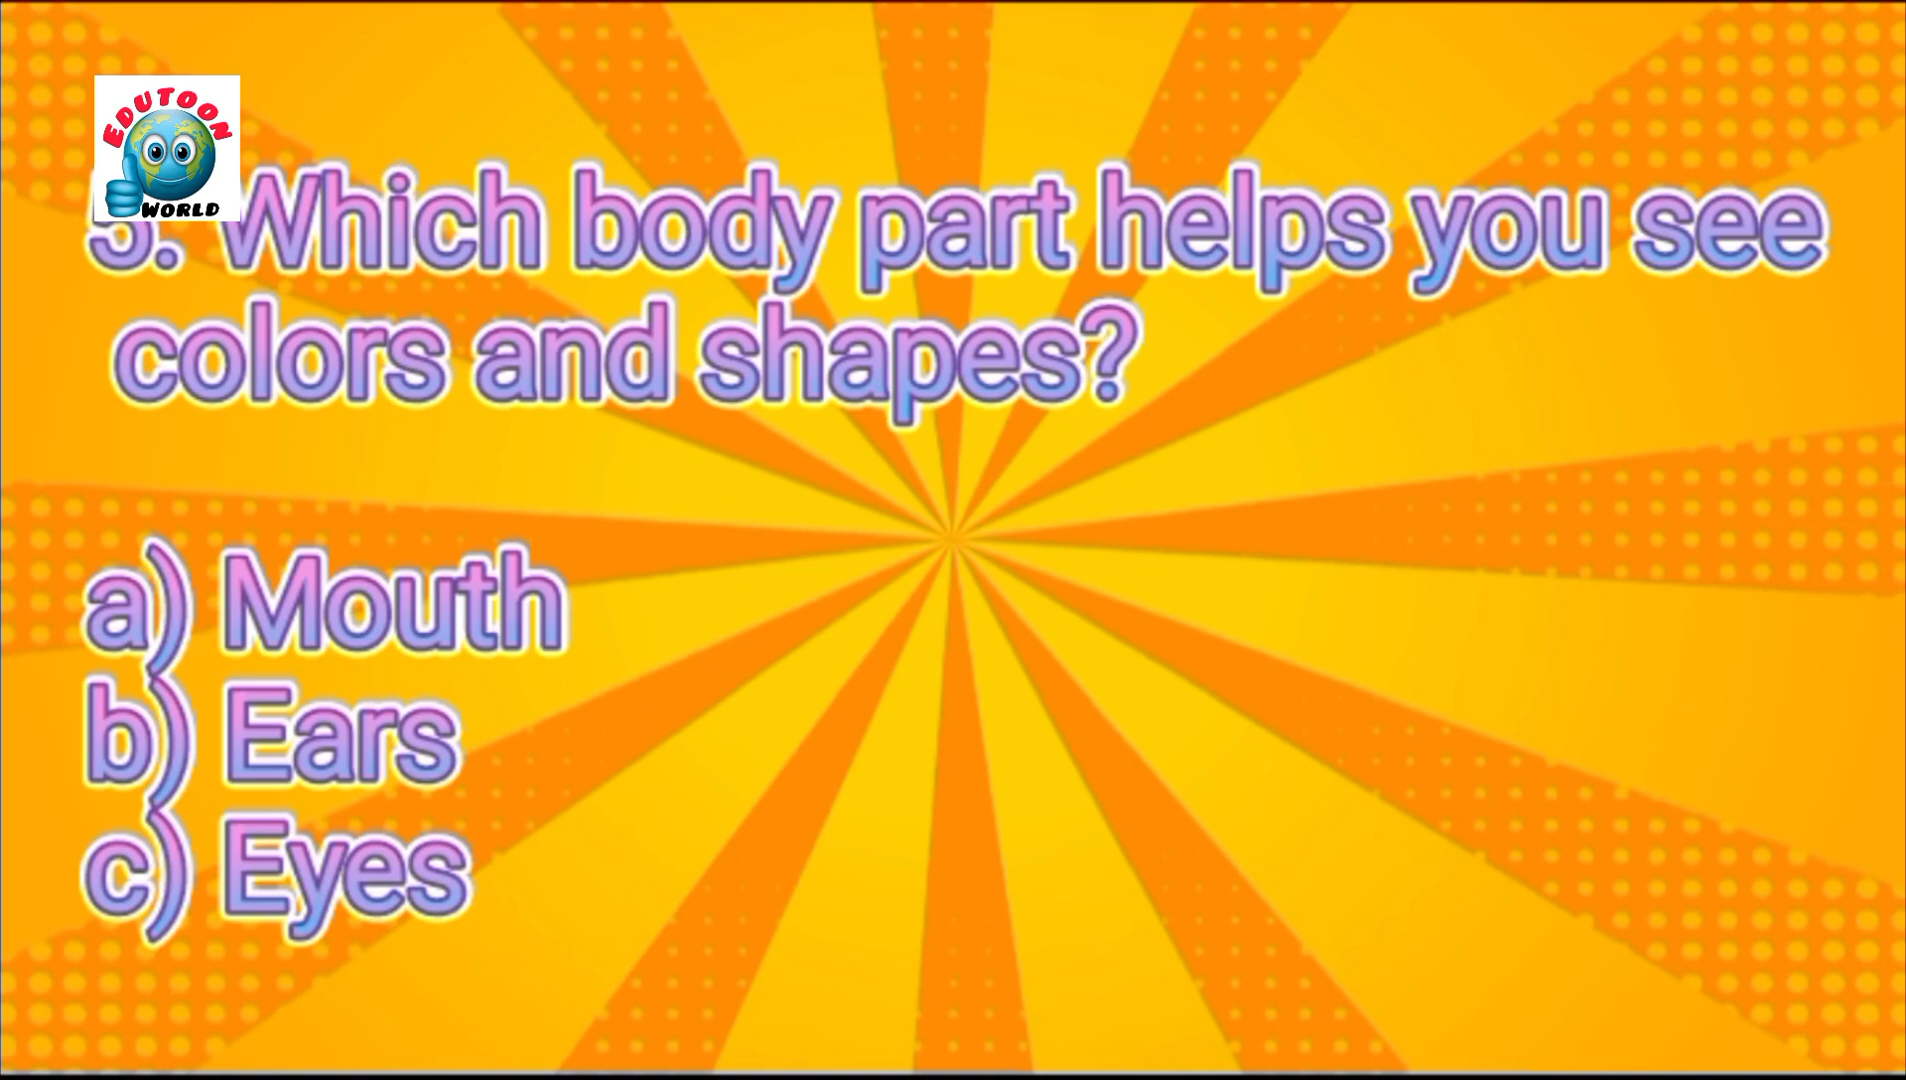 EDUTOON
WORLD
5. Which body part helps you see
colors and shapes?
a) Mouth
b) Ears
c) Eyes